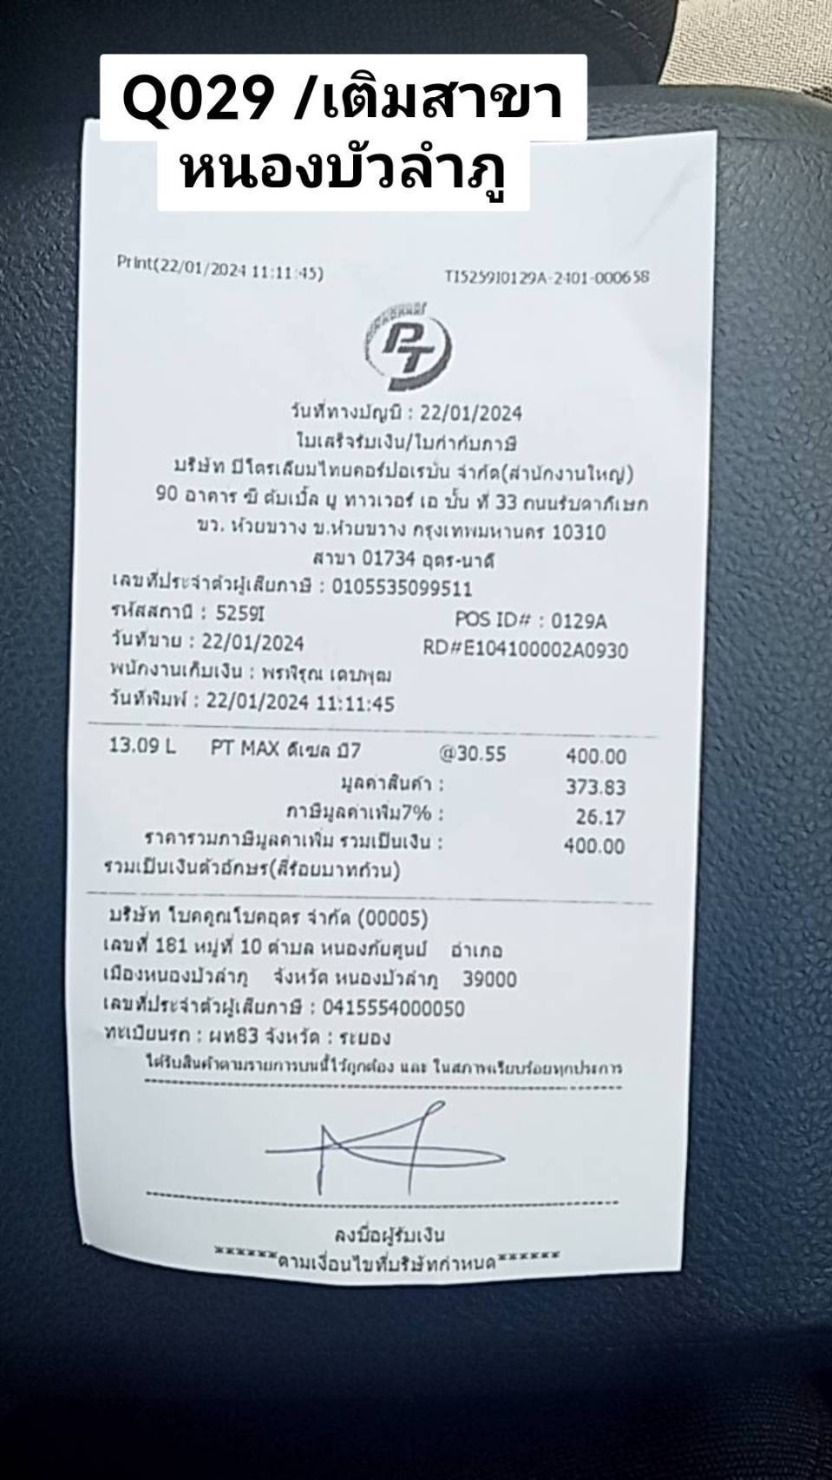 Q029 /เติมสาขา
หนองบัวลำภู
Print(22/01/2024 11:11:45) TI5259I0129A-2401-000658
PT
วันที่ทางบัญชี : 22/01/2024
ใบเสร็จรับเงิน/ใบกำกับภาษี
บริษัท ปิโตรเลียมไทยคอร์ปอเรชั่น จำกัด(สำนักงานใหญ่)
90 อาคาร ซี ดับเบิ้ล ยู ทาวเวอร์ เอ ชั้น ที่ 33 ถนนรัชดาภิเษก
ขว. ห้วยขวาง ข.ห้วยขวาง กรุงเทพมหานคร 10310
สาขา 01734 อุดร-นาดี
เลขที่ประจำตัวผู้เสียภาษี : 0105535099511
รหัสสถานี : 5259I POS ID# : 0129A
วันที่ขาย : 22/01/2024 RD#E104100002A0930
พนักงานเก็บเงิน : พรพิรุณ
วันที่พิมพ์ : 22/01/2024 11:11:45
13.09 L PT MAX ดีเซล บี7 @30.55 400.00
มูลค่าสินค้า : 373.83
ภาษีมูลค่าเพิ่ม7% : 26.17
ราคารวมภาษีมูลค่าเพิ่ม รวมเป็นเงิน : 400.00
รวมเป็นเงินตัวอักษร(สี่ร้อยบาทถ้วน)
บริษัท โชคคูณโชคอุดร จำกัด (00005)
เลขที่ 181 หมู่ที่ 10 ตำบล หนองภัยศูนย์ อำเภอ
เมืองหนองบัวลำภู จังหวัด หนองบัวลำภู 39000
เลขที่ประจำตัวผู้เสียภาษี : 0415554000050
ทะเบียนรถ : ผท83 จังหวัด : ระยอง
ได้รับสินค้าตามรายการบนนี้ไว้ถูกต้อง และ ในสภาพเรียบร้อยทุกประการ
ลงชื่อผู้รับเงิน
******ตามเงื่อนไขที่บริษัทกำหนด******